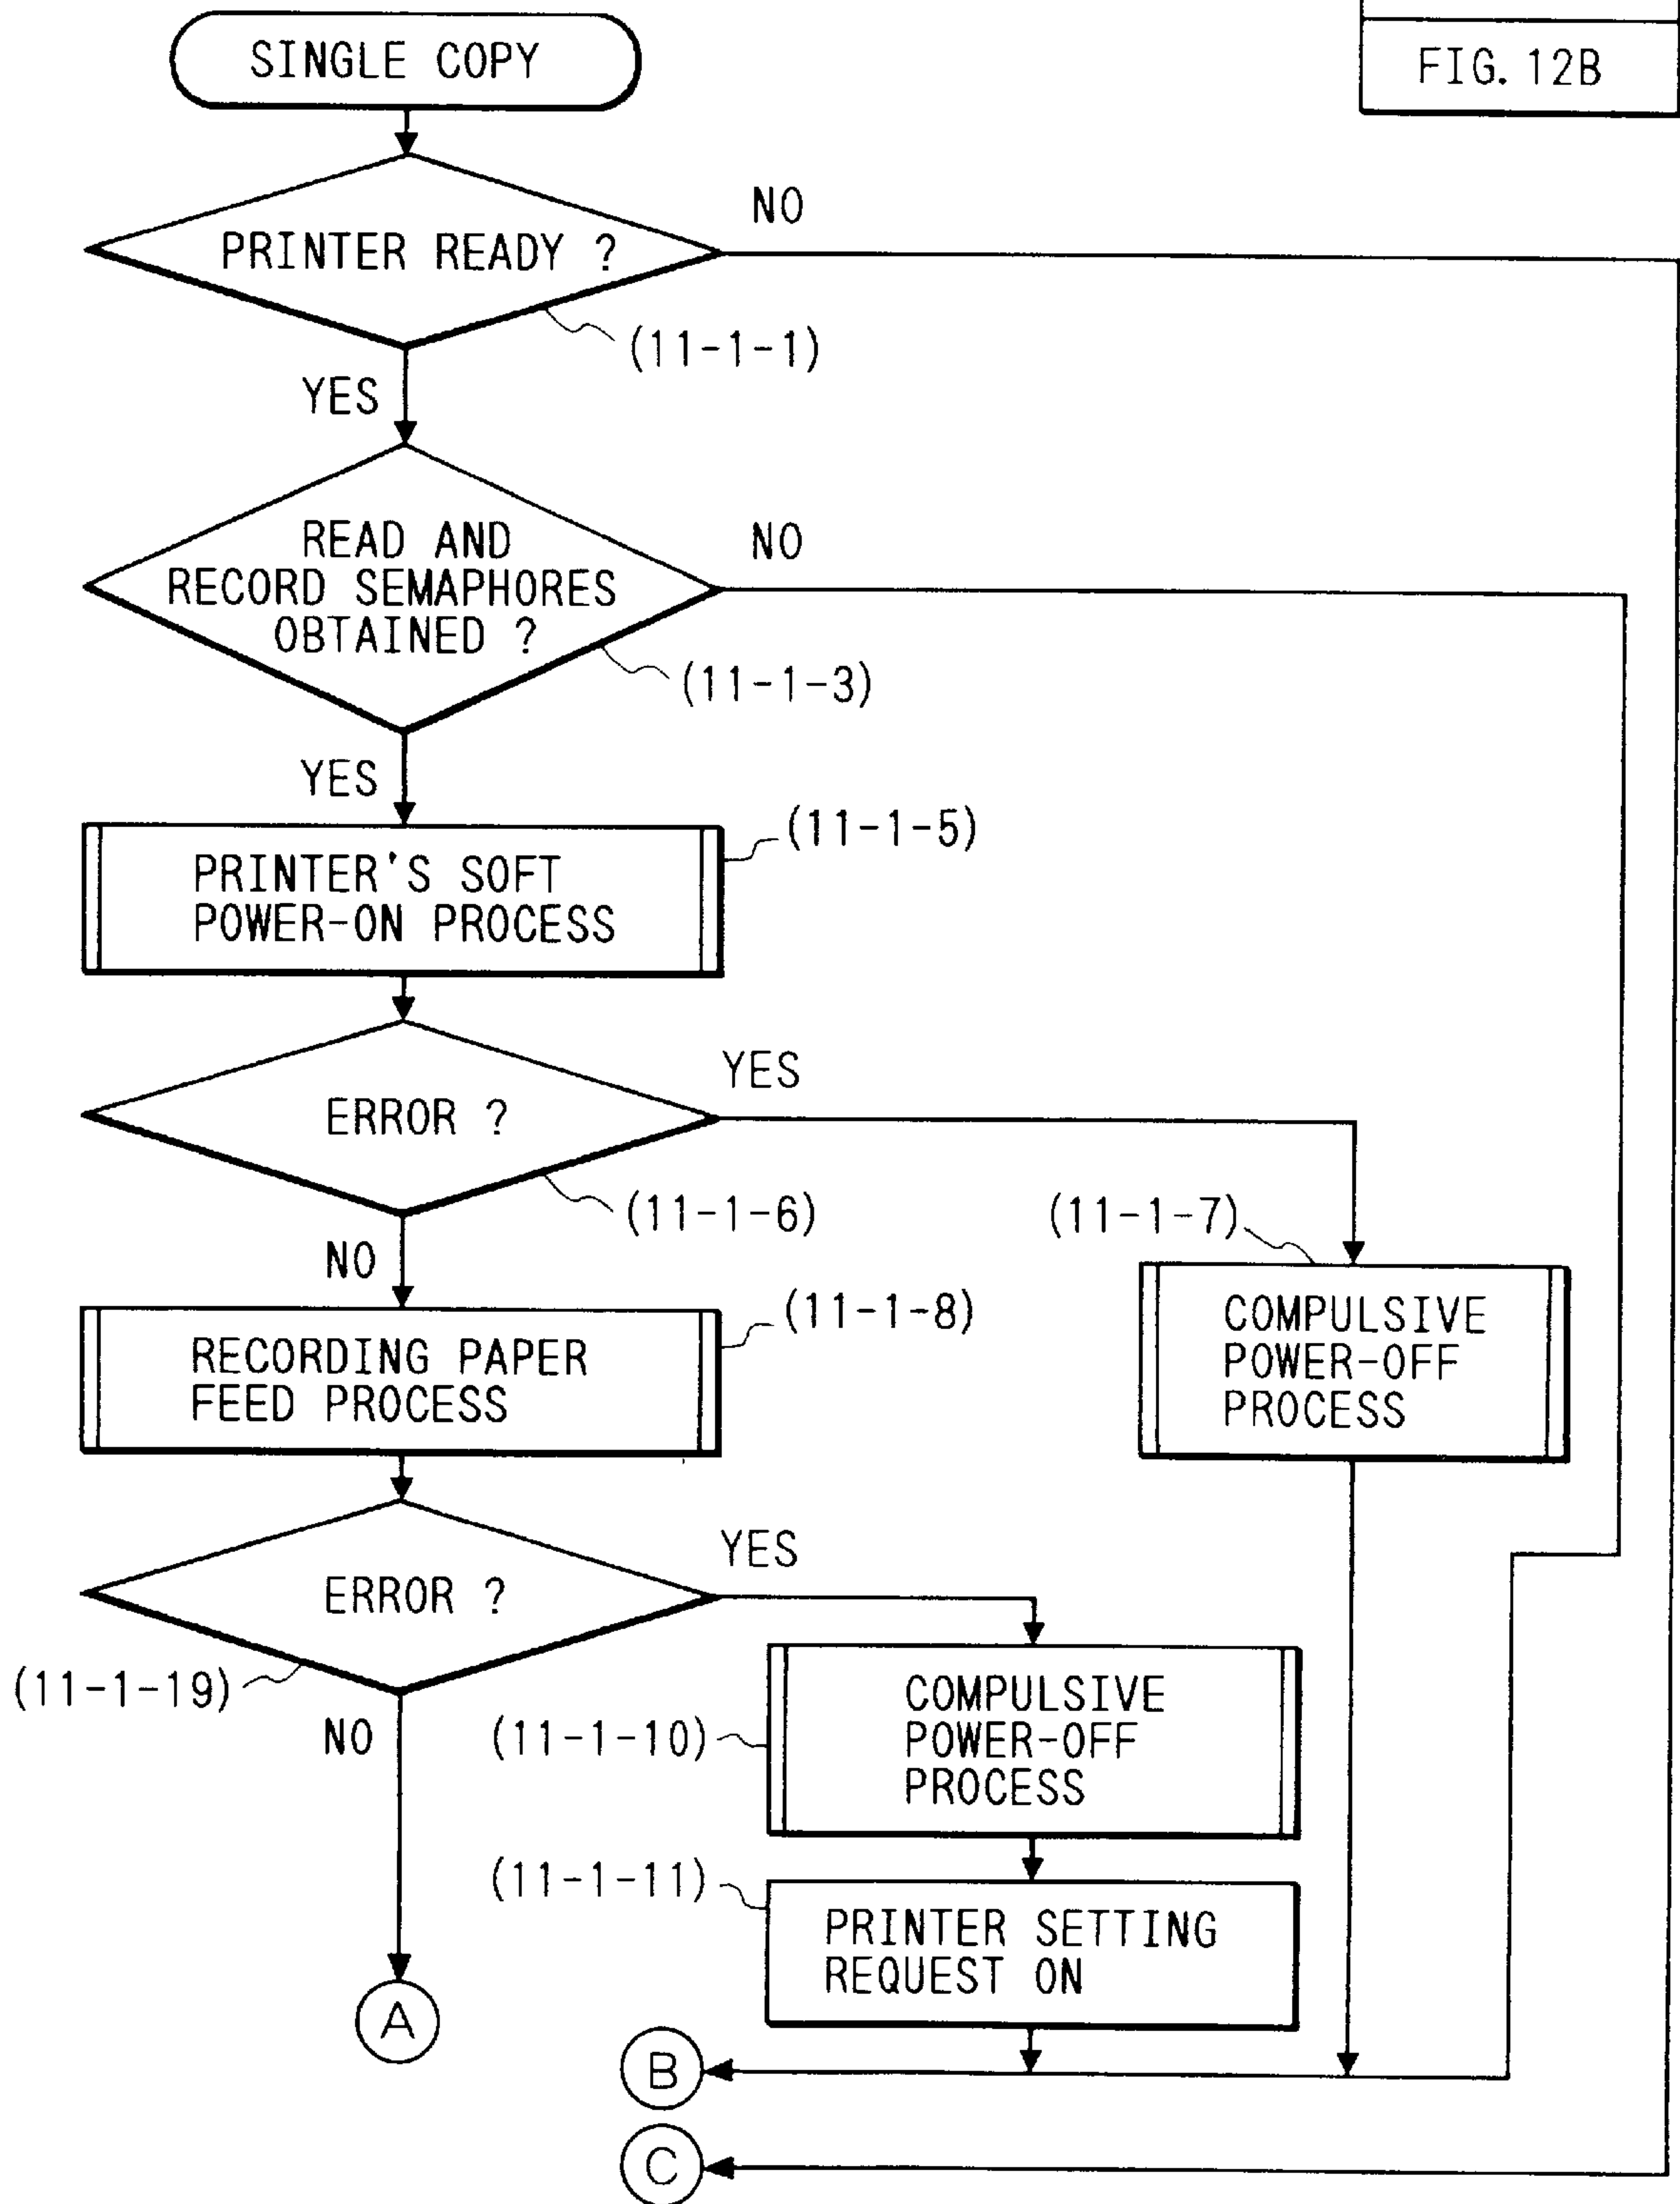 SINGLE COPY
FIG. 12B
PRINTER READY ?
NO
(11-1-1)
YES
READ AND
RECORD SEMAPHORES
OBTAINED ?
NO
(11-1-3)
YES
(11-1-5)
PRINTER'S SOFT
POWER-ON PROCESS
ERROR ?
YES
(11-1-6)
NO
(11-1-7)
COMPULSIVE
POWER-OFF
PROCESS
(11-1-8)
RECORDING PAPER
FEED PROCESS
ERROR ?
YES
(11-1-19)
NO
(11-1-10)
COMPULSIVE
POWER-OFF
PROCESS
(11-1-11)
PRINTER SETTING
REQUEST ON
A
B
C